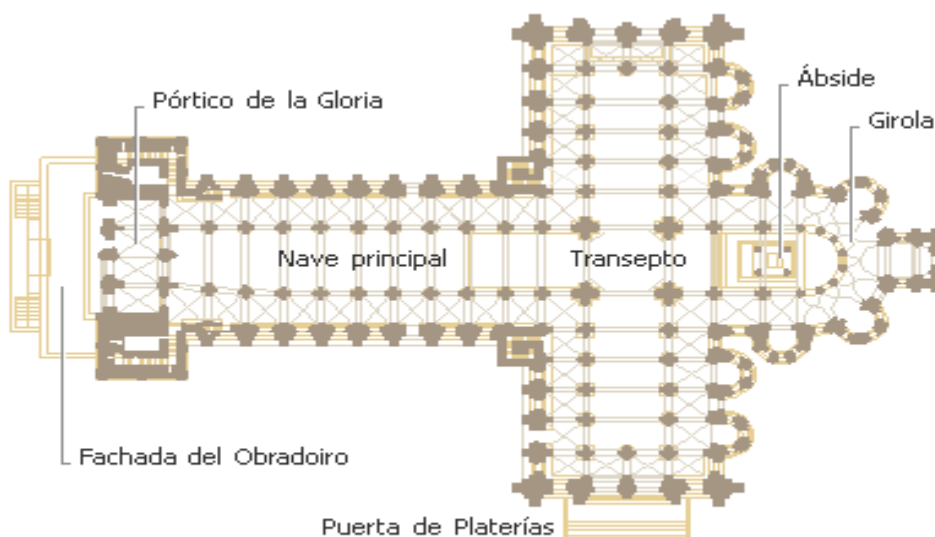 Ábside
Pórtico de la Gloria
Girola
Nave principal
Transepto
Fachada del Obradoiro
Puerta de Platerías